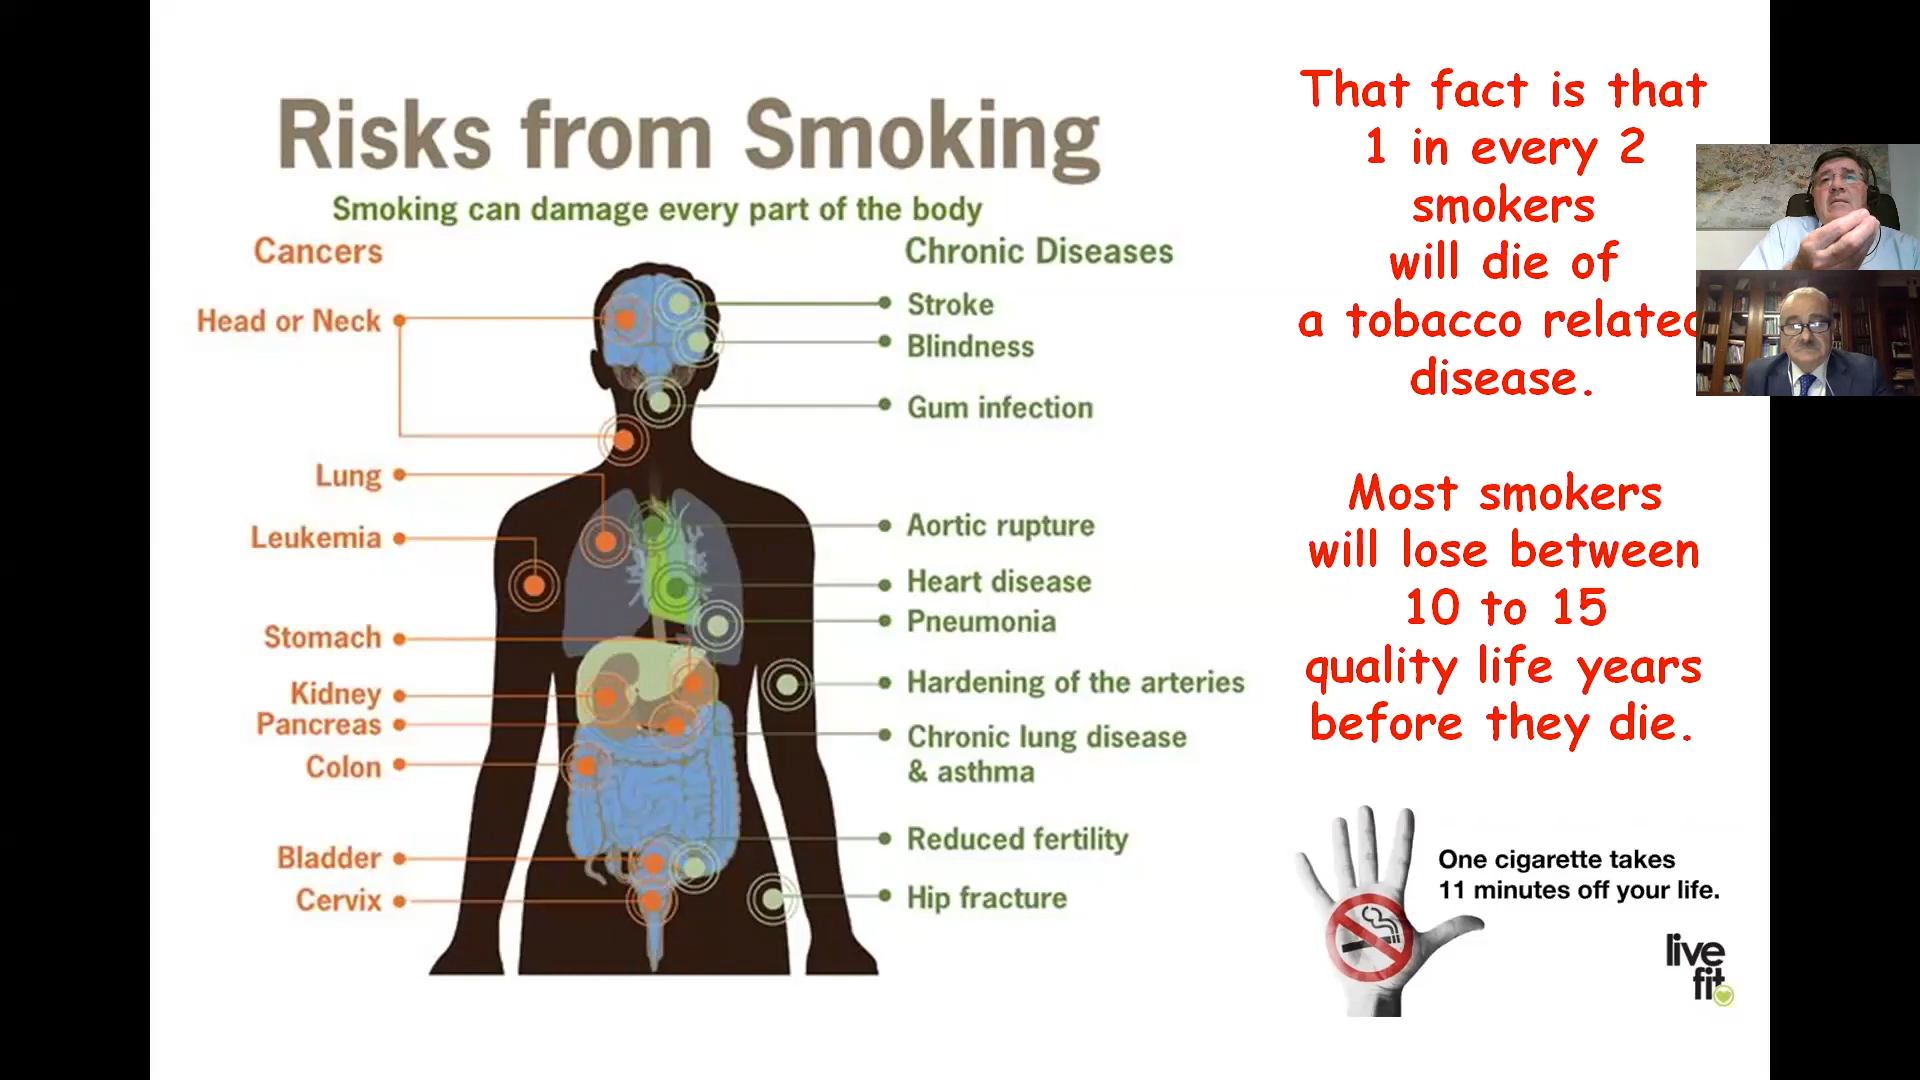 Risks from Smoking
Smoking can damage every part of the body
Cancers
Head or Neck
Lung
Leukemia
Stomach
Kidney
Pancreas
Colon
Bladder
Cervix
Chronic Diseases
Stroke
Blindness
Gum infection
Aortic rupture
Heart disease
Pneumonia
Hardening of the arteries
Chronic lung disease
& asthma
Reduced fertility
Hip fracture
That fact is that
1 in every 2
smokers
will die of
a tobacco related
disease.
Most smokers
will lose between
10 to 15
quality life years
before they die.
One cigarette takes
11 minutes off your life.
live
fit